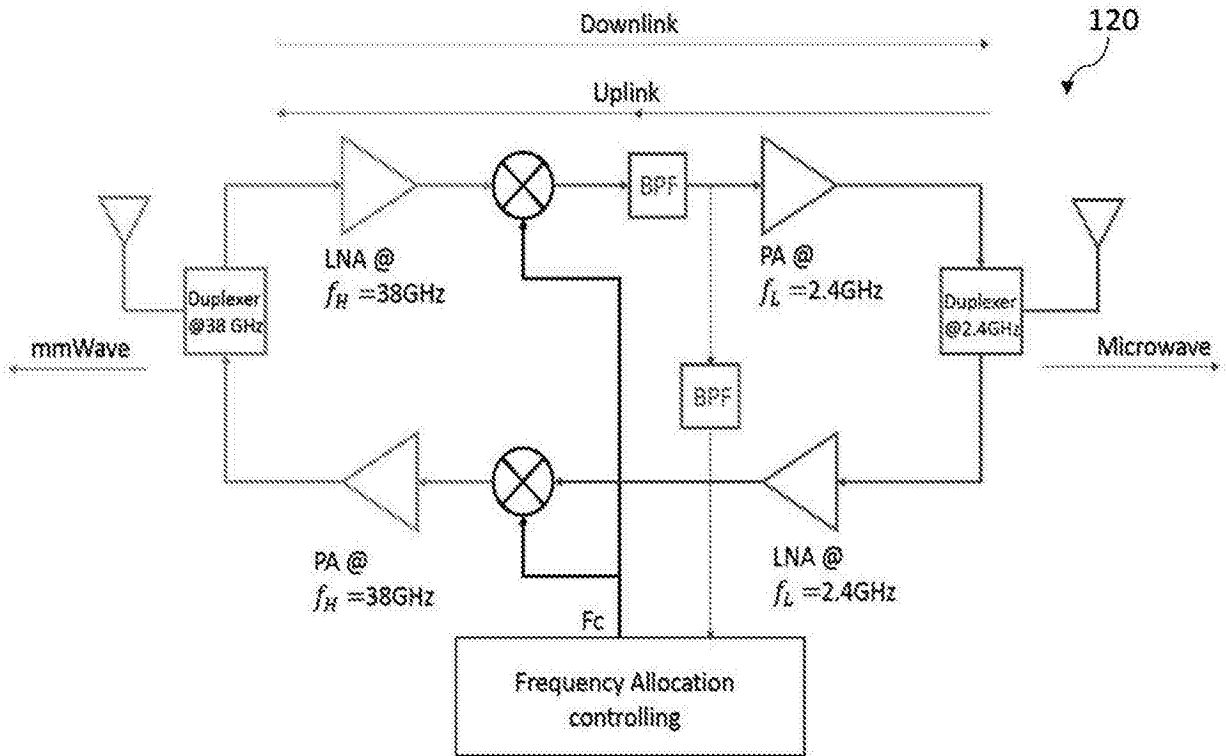 Downlink
120
Uplink
BPF
LNA @
f_H =38GHz
PA @
f_L =2.4GHz
Duplexer
@38 GHz
Duplexer
@2.4GHz
mmWave
Microwave
BPF
PA @
f_H =38GHz
LNA @
f_L =2.4GHz
Fc
Frequency Allocation
controlling